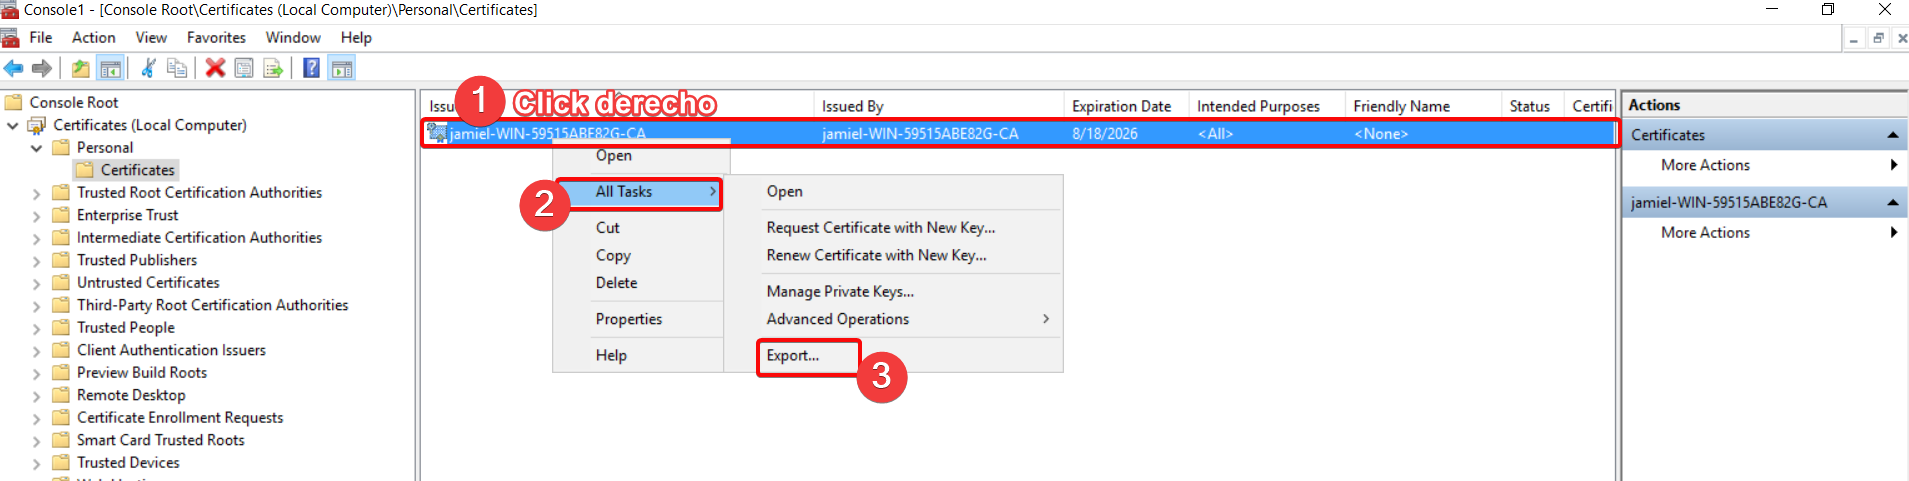 Console1 - [Console Root\Certificates (Local Computer)\Personal\Certificates]
File Action View Favorites Window Help
Console Root
Certificates (Local Computer)
Personal
Certificates
Trusted Root Certification Authorities
Enterprise Trust
Intermediate Certification Authorities
Trusted Publishers
Untrusted Certificates
Third-Party Root Certification Authorities
Trusted People
Client Authentication Issuers
Preview Build Roots
Remote Desktop
Certificate Enrollment Requests
Smart Card Trusted Roots
Trusted Devices
1 Click derecho
Issued By Expiration Date Intended Purposes Friendly Name Status Certifi
jamiel-WIN-59515ABE82G-CA jamiel-WIN-59515ABE82G-CA 8/18/2026 <All> <None>
Open
2 All Tasks
Cut
Copy
Delete
Properties
Help
Open
Request Certificate with New Key...
Renew Certificate with New Key...
Manage Private Keys...
Advanced Operations
Export... 3
Actions
Certificates
More Actions
jamiel-WIN-59515ABE82G-CA
More Actions